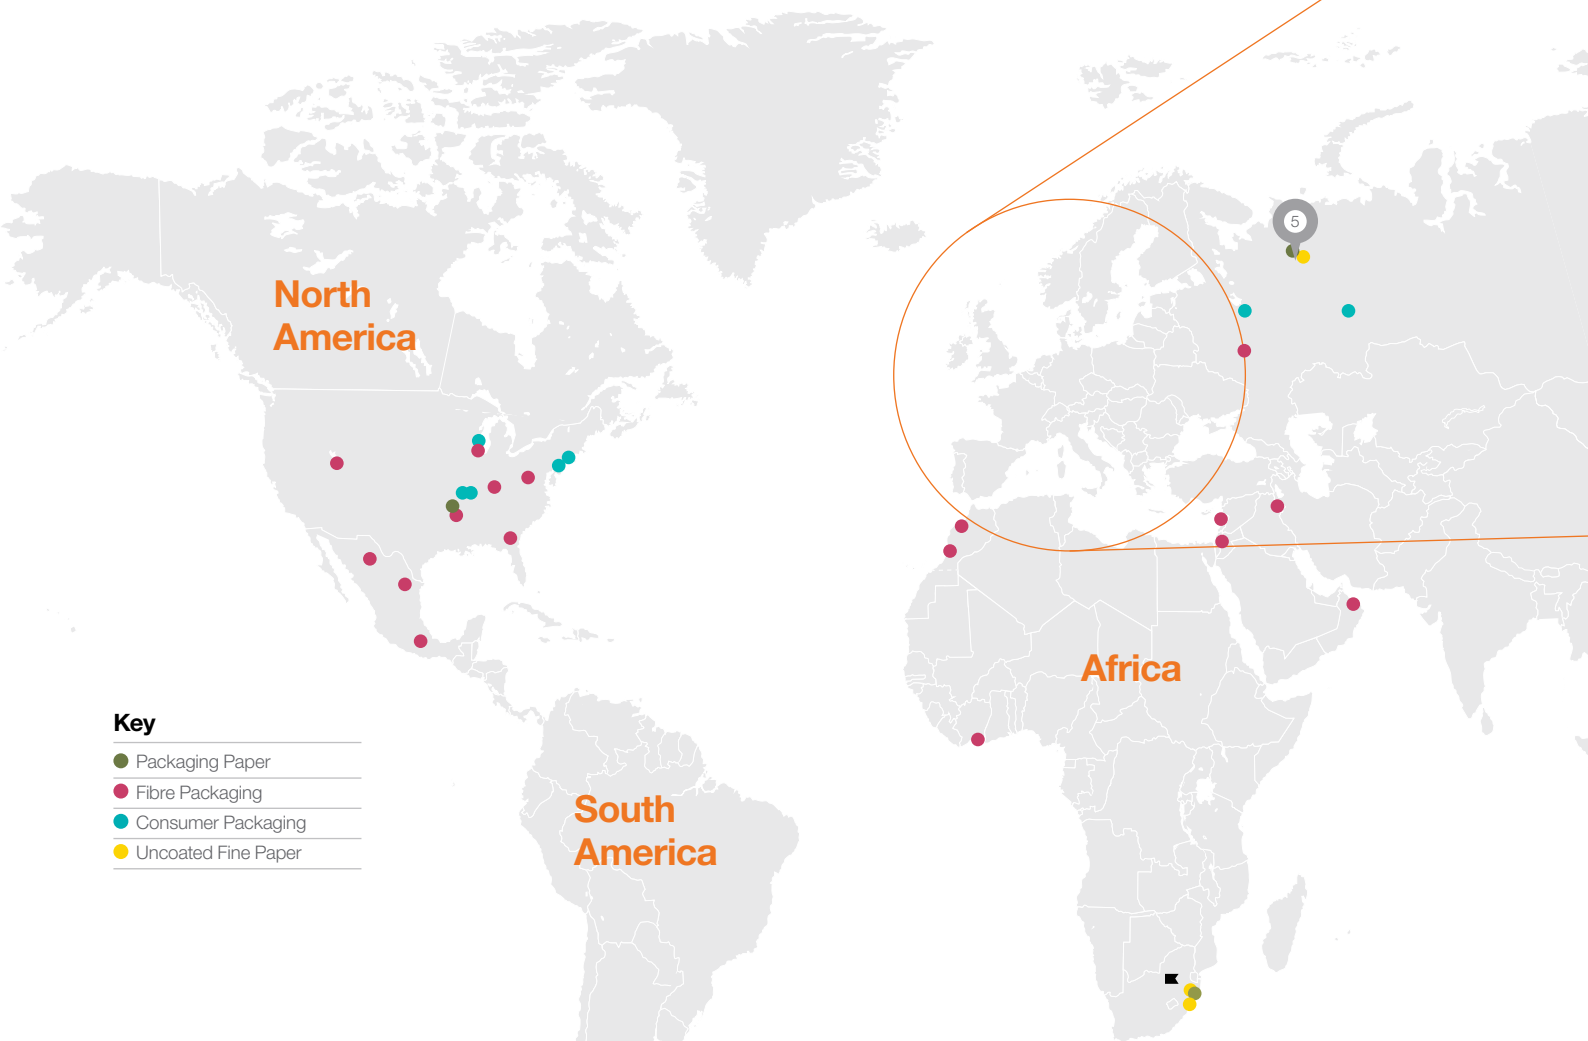 5
North
America
Africa
Key
Packaging Paper
Fibre Packaging
Consumer Packaging
Uncoated Fine Paper
South
America